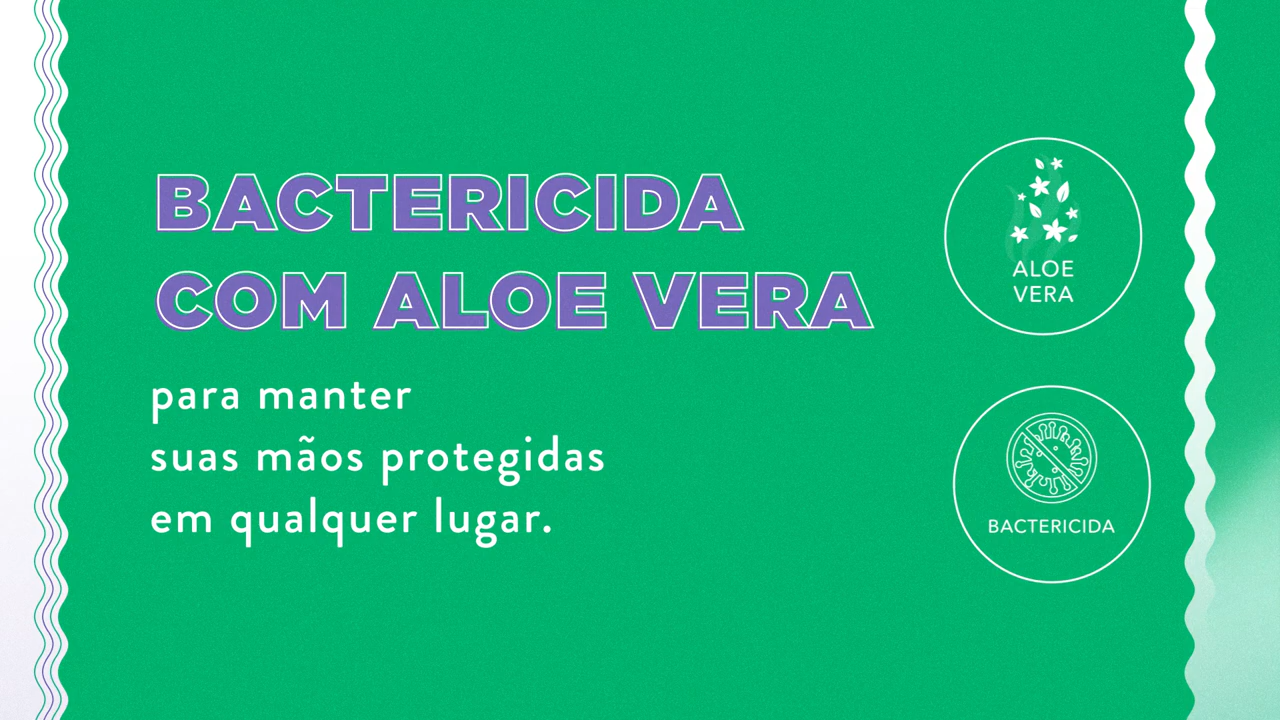 BACTERICIDA
COM ALOE VERA
para manter
suas mãos protegidas
em qualquer lugar.
ALOE
VERA
BACTERICIDA